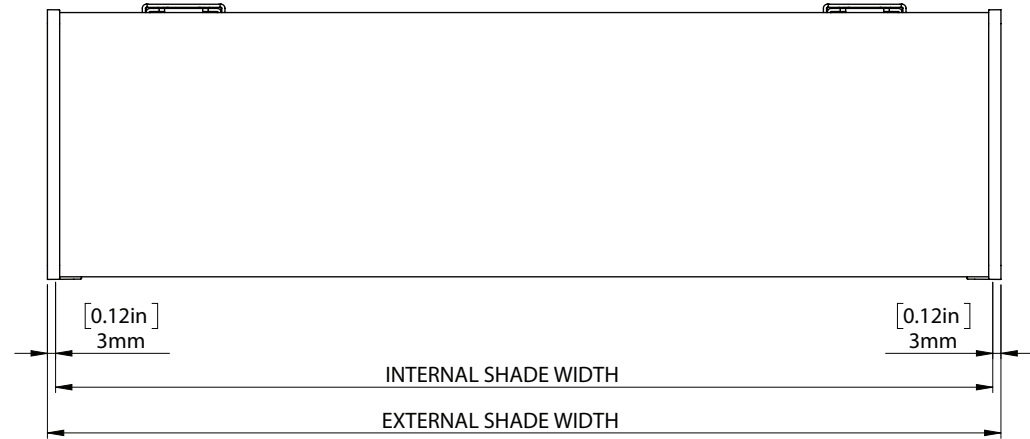 [0.12in]
3mm
[0.12in]
3mm
INTERNAL SHADE WIDTH
EXTERNAL SHADE WIDTH